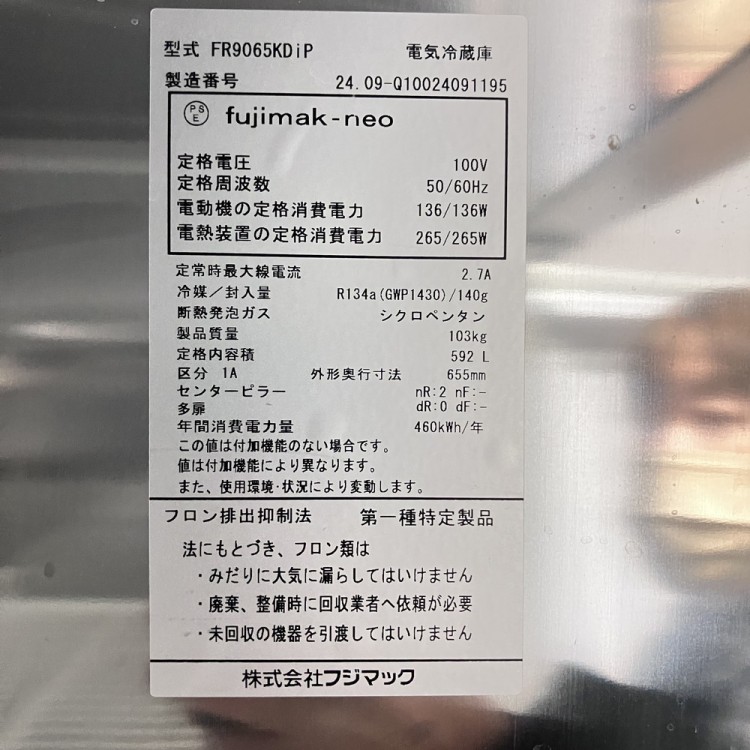 型式 FR9065KDiP 電気冷蔵庫
製造番号 24.09-Q10024091195
PSE fujimak-neo
定格電圧 100V
定格周波数 50/60Hz
電動機の定格消費電力 136/136W
電熱装置の定格消費電力 265/265W
定常時最大線電流 2.7A
冷媒／封入量 R134a(GWP1430)/140g
断熱発泡ガス シクロペンタン
製品質量 103kg
定格内容積 592 L
区分 1A 外形奥行寸法 655mm
センターピラー nR:2 nF:-
多扉 dR:0 dF:-
年間消費電力量 460kWh/年
この値は付加機能のない場合です。
値は付加機能により異なります。
また、使用環境・状況により変動します。
フロン排出抑制法 第一種特定製品
法にもとづき、フロン類は
・みだりに大気に漏らしてはいけません
・廃棄、整備時に回収業者へ依頼が必要
・未回収の機器を引渡してはいけません
株式会社フジマック